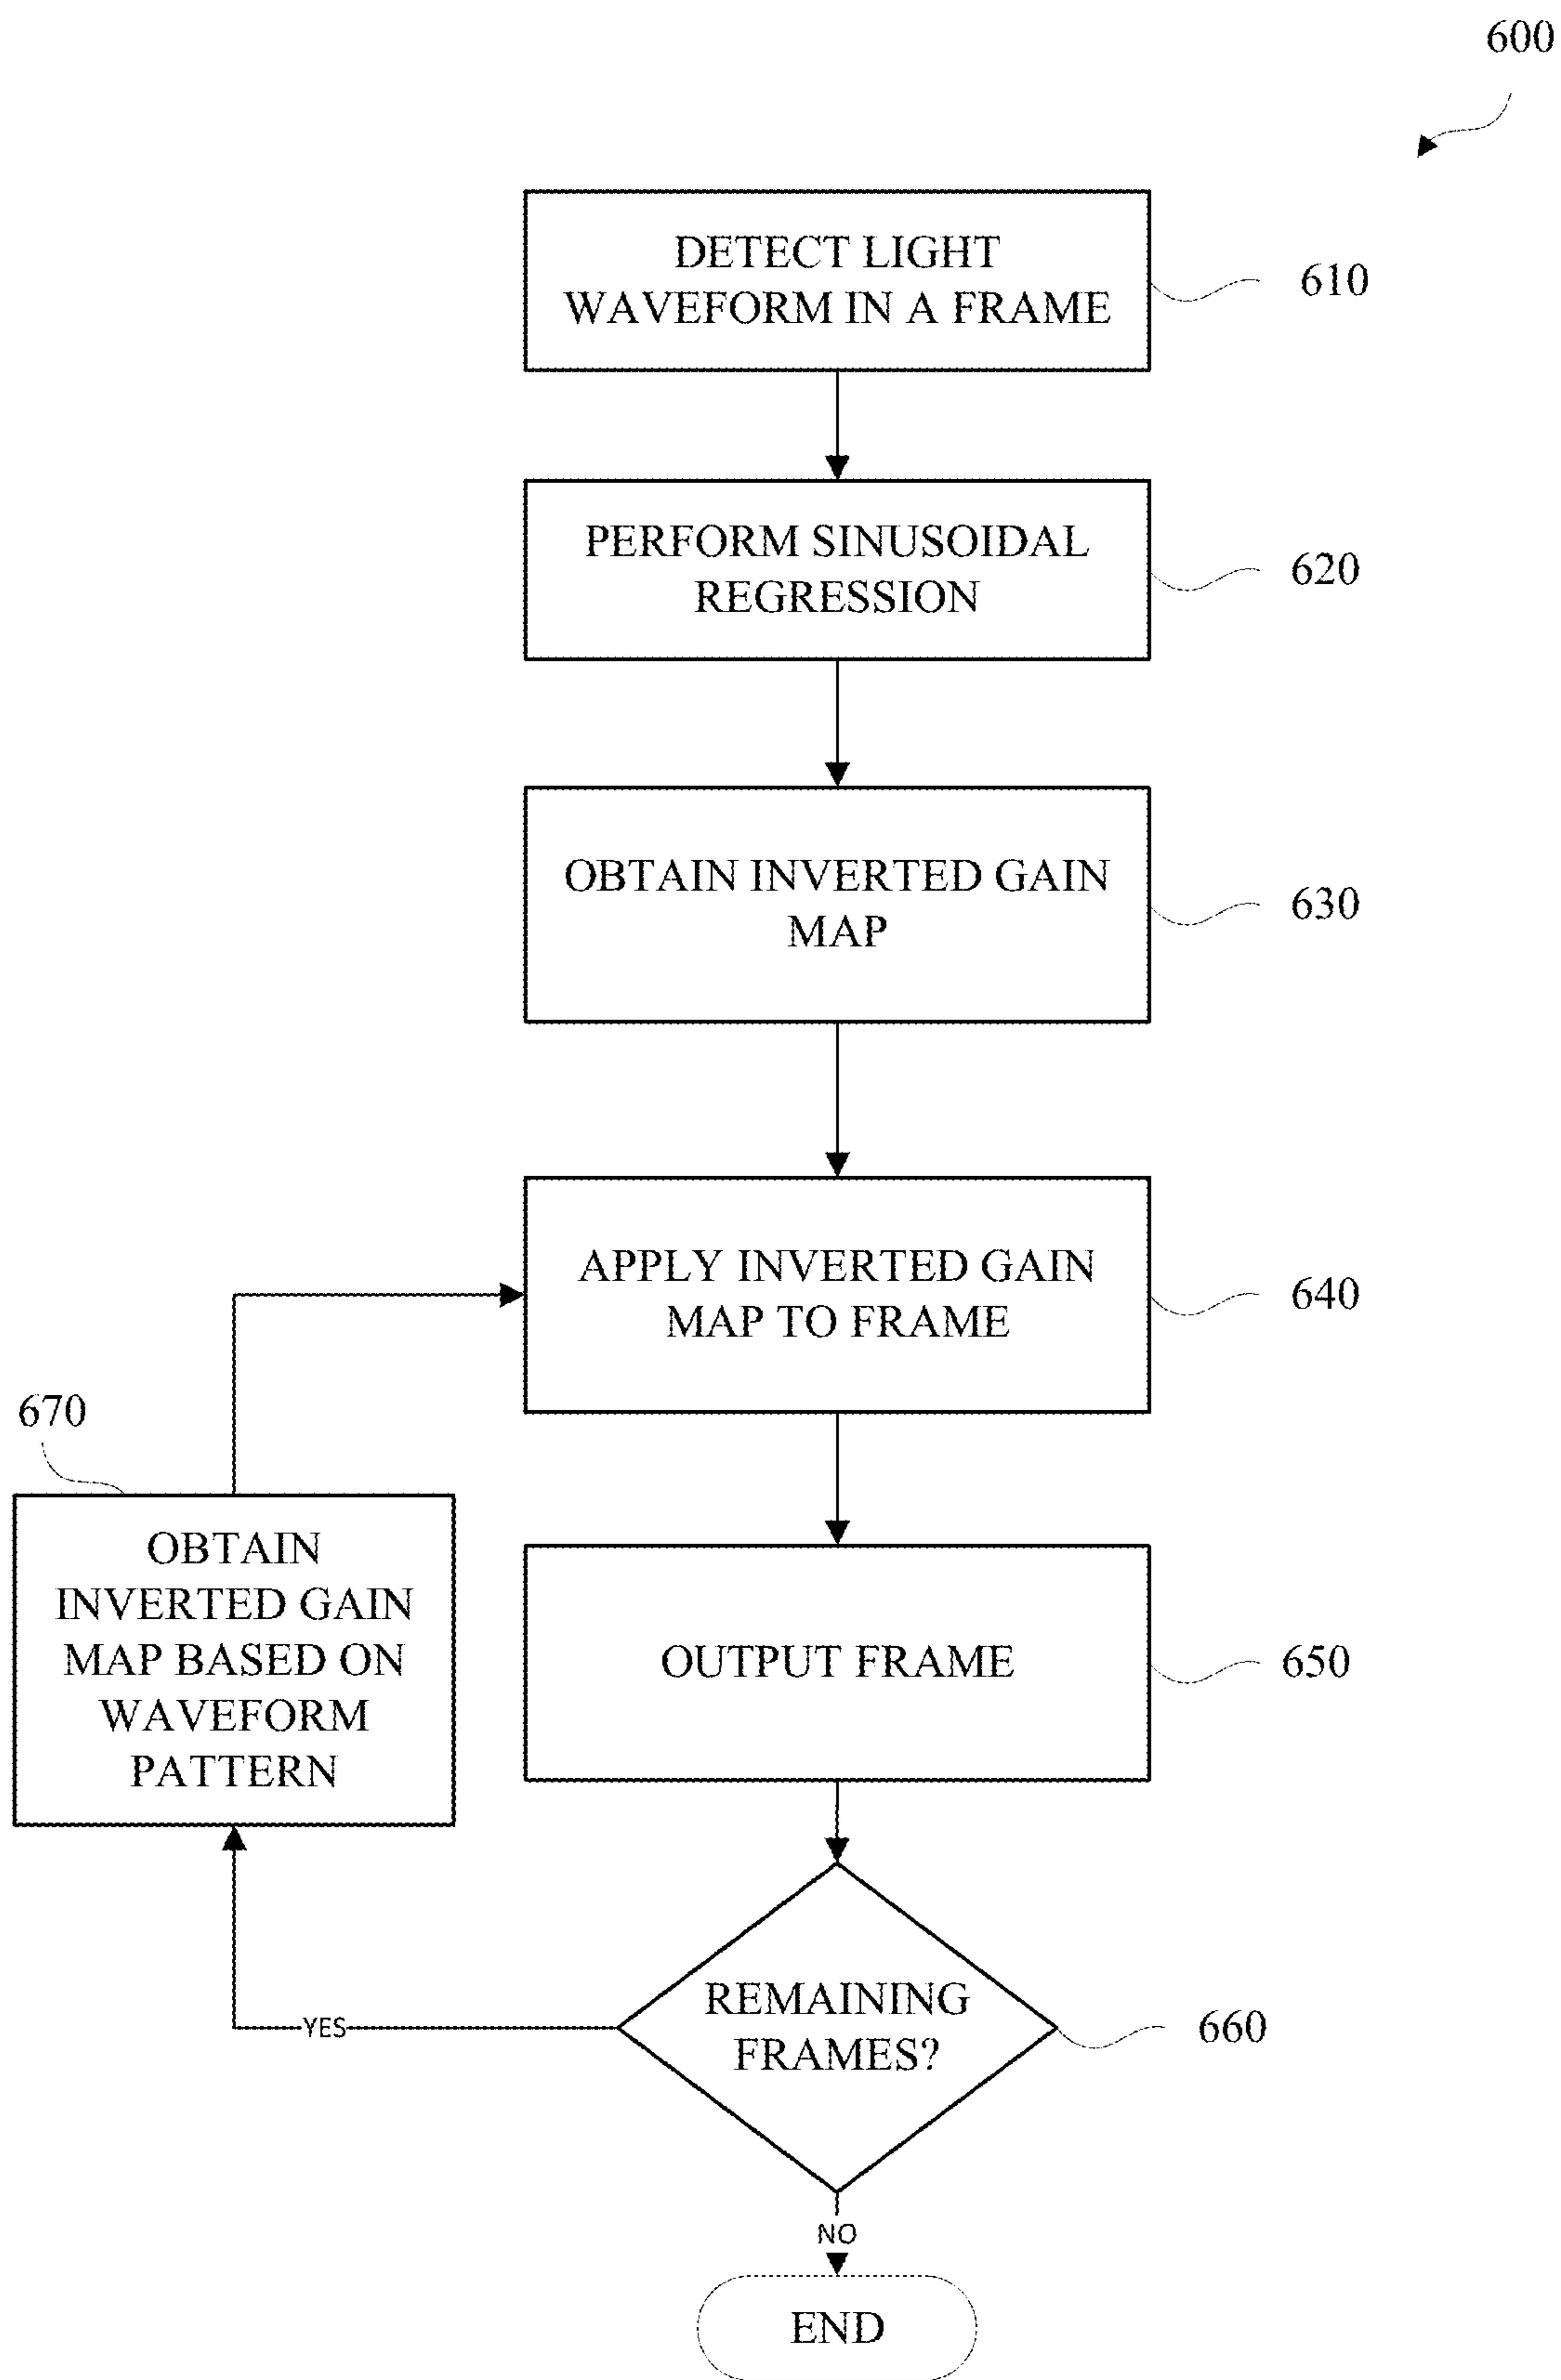 600
DETECT LIGHT
WAVEFORM IN A FRAME
610
PERFORM SINUSOIDAL
REGRESSION
620
OBTAIN INVERTED GAIN
MAP
630
APPLY INVERTED GAIN
MAP TO FRAME
640
670
OBTAIN
INVERTED GAIN
MAP BASED ON
WAVEFORM
PATTERN
OUTPUT FRAME
650
REMAINING
FRAMES?
660
YES
NO
END